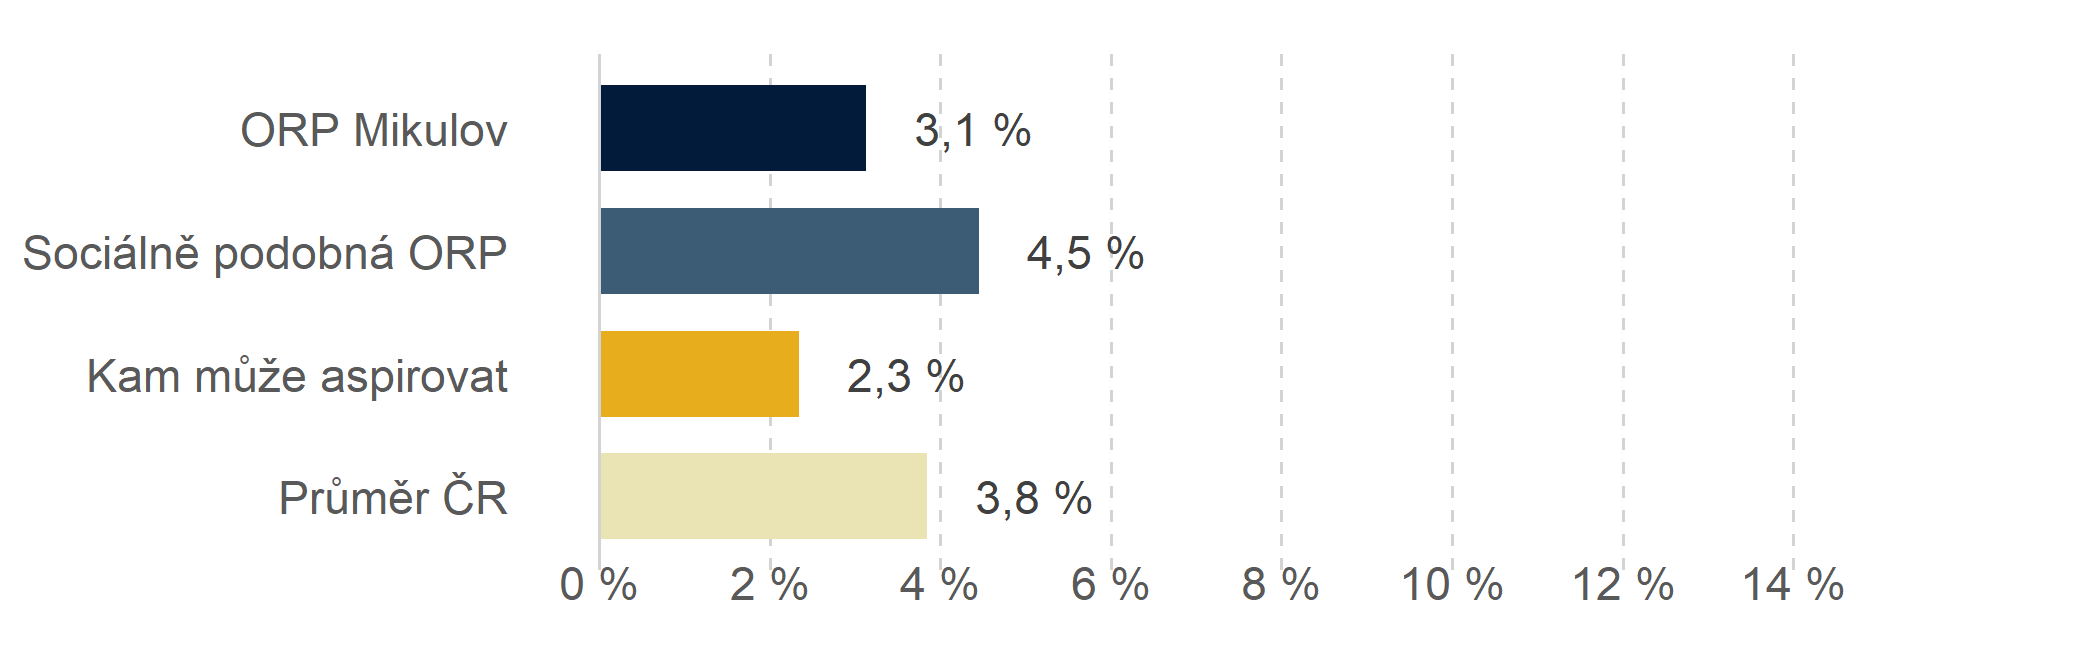 ORP Mikulov 3,1 %
Sociálně podobná ORP 4,5 %
Kam může aspirovat 2,3 %
Průměr ČR 3,8 %
0 % 2 % 4 % 6 % 8 % 10 % 12 % 14 %